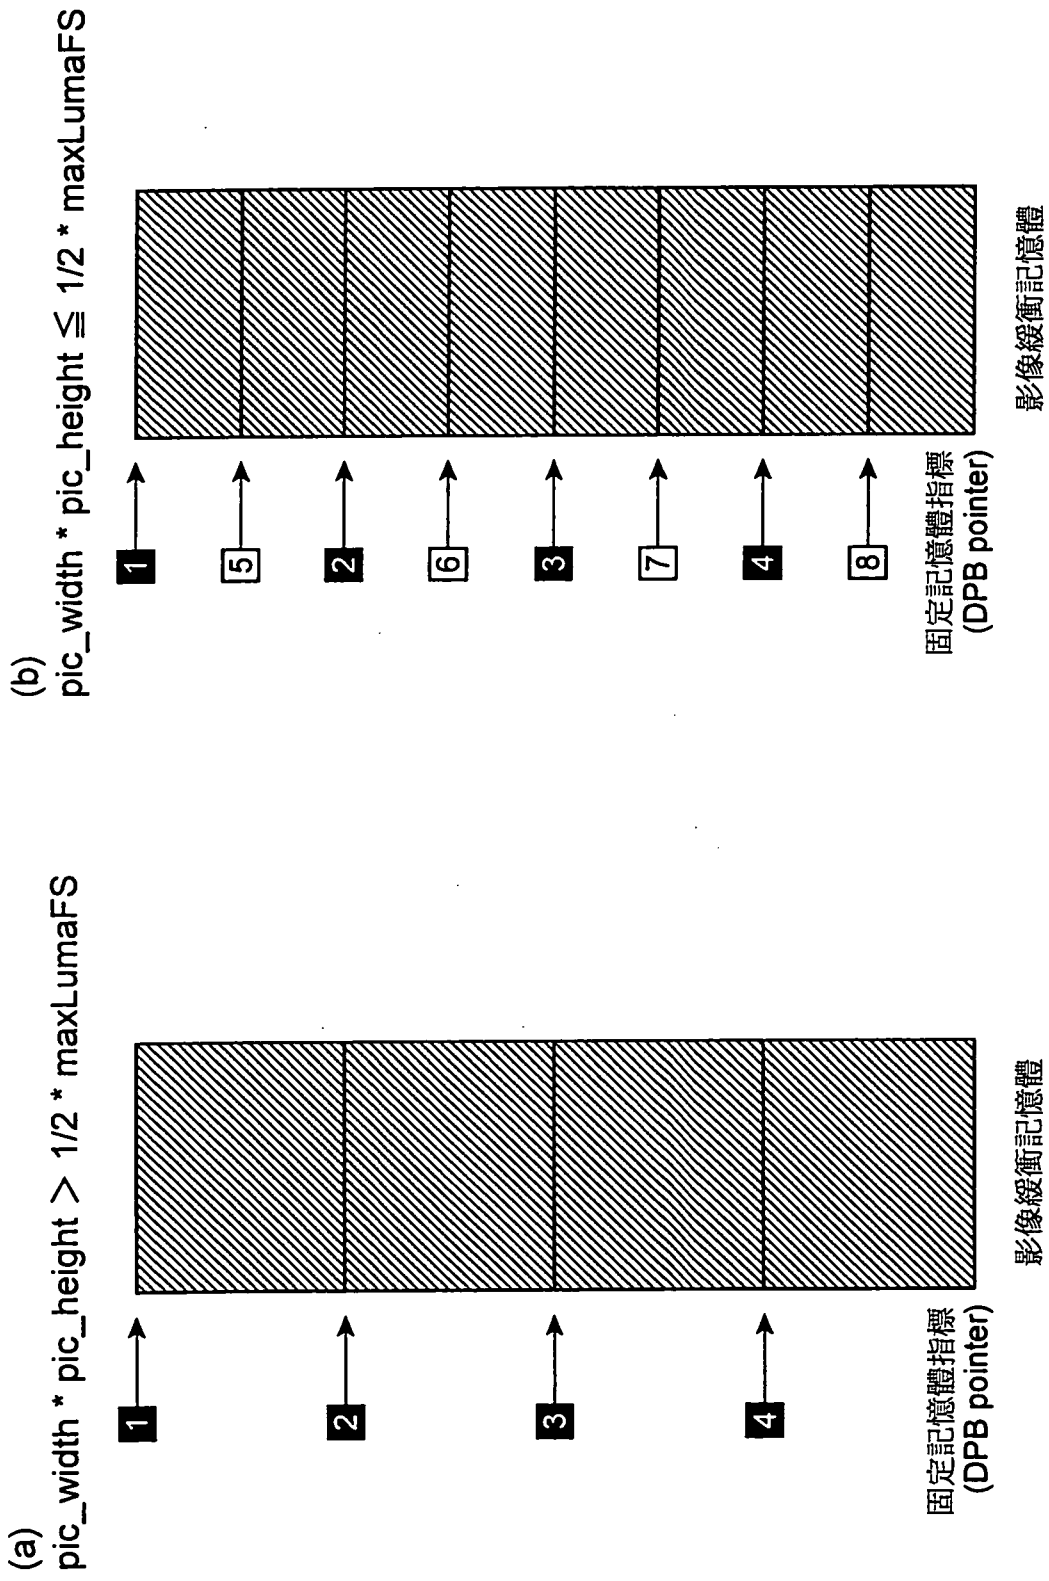 (a)
pic_width * pic_height > 1/2 * maxLumaFS
1
2
3
4
固定記憶體指標
(DPB pointer)
影像緩衝記憶體
(b)
pic_width * pic_height ≦ 1/2 * maxLumaFS
1
5
2
6
3
7
4
8
固定記憶體指標
(DPB pointer)
影像緩衝記憶體